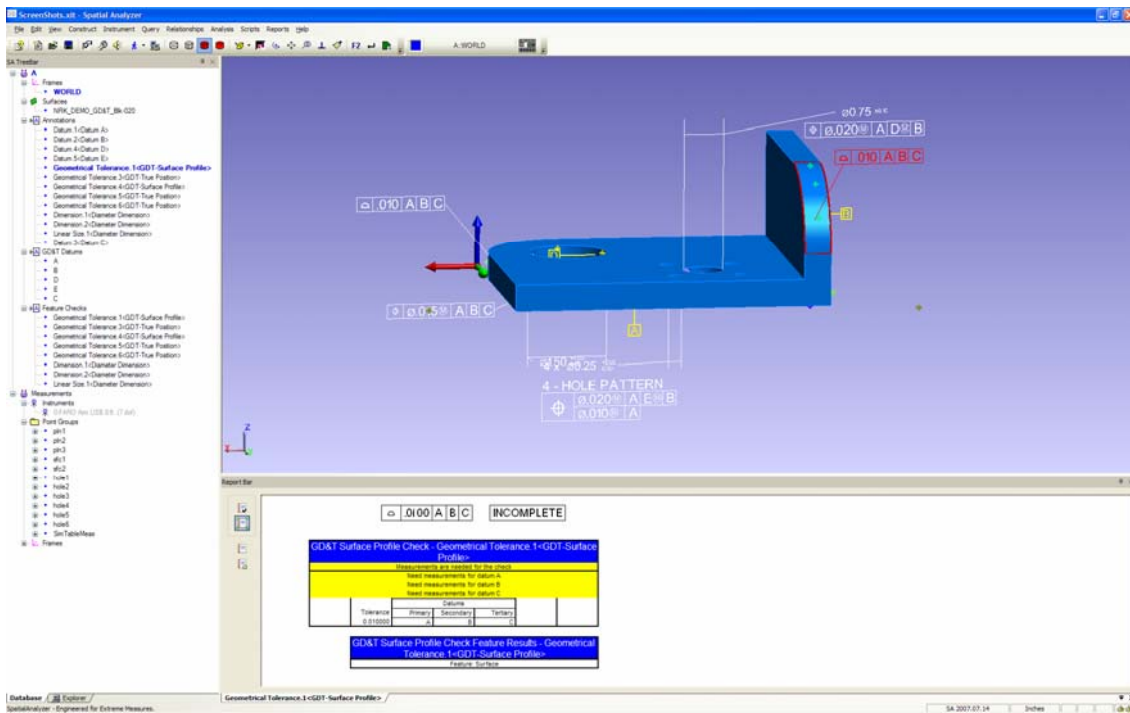 ScreenShots.xit - Spatial Analyzer
File Edit View Construct Instrument Query Relationships Analysis Scripts Reports Help
F2 A:WORLD
SA TreeBar
A
Frames
WORLD
Surfaces
NRK_DEMO_GD&T_Blk-020
Annotations
Datum.1<Datum A>
Datum.2<Datum B>
Datum.4<Datum D>
Datum.5<Datum E>
Geometrical Tolerance.1<GDT-Surface Profile>
Geometrical Tolerance.3<GDT-True Position>
Geometrical Tolerance.4<GDT-Surface Profile>
Geometrical Tolerance.5<GDT-True Position>
Geometrical Tolerance.6<GDT-True Position>
Dimension.1<Diameter Dimension>
Dimension.2<Diameter Dimension>
Linear Size.1<Diameter Dimension>
Datum.3<Datum C>
GD&T Datums
A
B
D
E
C
Feature Checks
Geometrical Tolerance.1<GDT-Surface Profile>
Geometrical Tolerance.3<GDT-True Position>
Geometrical Tolerance.4<GDT-Surface Profile>
Geometrical Tolerance.5<GDT-True Position>
Geometrical Tolerance.6<GDT-True Position>
Dimension.1<Diameter Dimension>
Dimension.2<Diameter Dimension>
Linear Size.1<Diameter Dimension>
Measurements
Instruments
Point Groups
pln1
pln2
pln3
sfc1
sfc2
hole1
hole2
hole3
hole4
hole5
hole6
SimTableMeas
Frames
Database Explorer
ø0.75
⌖ ø.020Ⓜ A DⓂ B
⌓ .010 A B C
B
⌓ .010 A B C
A
A B C
4 - HOLE PATTERN
⌖ ø.020Ⓜ A EⓂ B
ø.010Ⓜ A
Z
X
Report Bar
⌓ .0100 A B C INCOMPLETE
GD&T Surface Profile Check - Geometrical Tolerance.1<GDT-Surface
Profile>
Measurements are needed for the check
Need measurements for datum A
Need measurements for datum B
Need measurements for datum C
Datums
Tolerance Primary Secondary Tertiary
0.010000 A B C
GD&T Surface Profile Check Feature Results - Geometrical
Tolerance.1<GDT-Surface Profile>
Feature: Surface
Geometrical Tolerance.1<GDT-Surface Profile>
SpatialAnalyzer - Engineered for Extreme Measures.
SA 2007.07.14 Inches